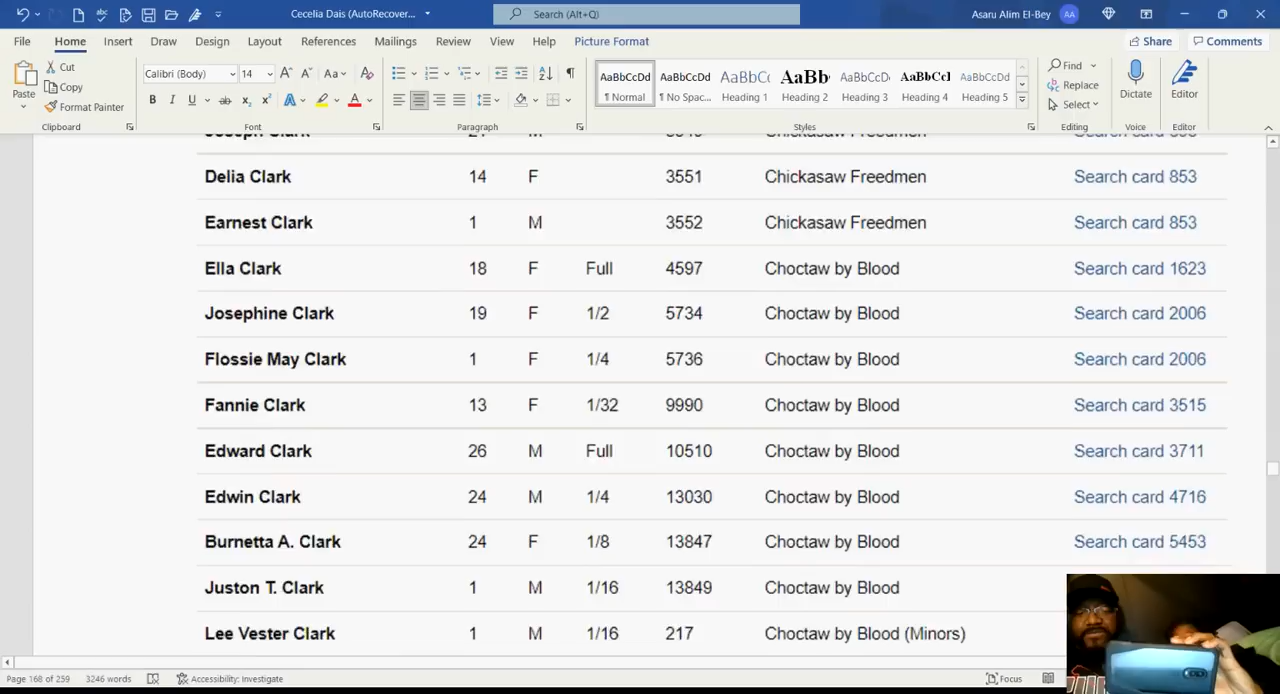 Cecelia Dais (AutoRecover...
Search (Alt+Q)
Asaru Alim El-Bey AA
File Home Insert Draw Design Layout References Mailings Review View Help Picture Format Share Comments
Paste Cut Copy Format Painter
Calibri (Body) 14
AaBbCcDd AaBbCcDd AaBbCc AaBbCc AaBbCcDd AaBbCcI AaBbCcDd
¶ Normal ¶ No Spac... Heading 1 Heading 2 Heading 3 Heading 4 Heading 5
Find Replace Select Dictate Editor
Clipboard Font Paragraph Styles Editing Voice Editor
Joseph Clark
Delia Clark 14 F 3551 Chickasaw Freedmen Search card 853
Earnest Clark 1 M 3552 Chickasaw Freedmen Search card 853
Ella Clark 18 F Full 4597 Choctaw by Blood Search card 1623
Josephine Clark 19 F 1/2 5734 Choctaw by Blood Search card 2006
Flossie May Clark 1 F 1/4 5736 Choctaw by Blood Search card 2006
Fannie Clark 13 F 1/32 9990 Choctaw by Blood Search card 3515
Edward Clark 26 M Full 10510 Choctaw by Blood Search card 3711
Edwin Clark 24 M 1/4 13030 Choctaw by Blood Search card 4716
Burnetta A. Clark 24 F 1/8 13847 Choctaw by Blood Search card 5453
Juston T. Clark 1 M 1/16 13849 Choctaw by Blood
Lee Vester Clark 1 M 1/16 217 Choctaw by Blood (Minors)
Page 168 of 259 3246 words Accessibility: Investigate Focus